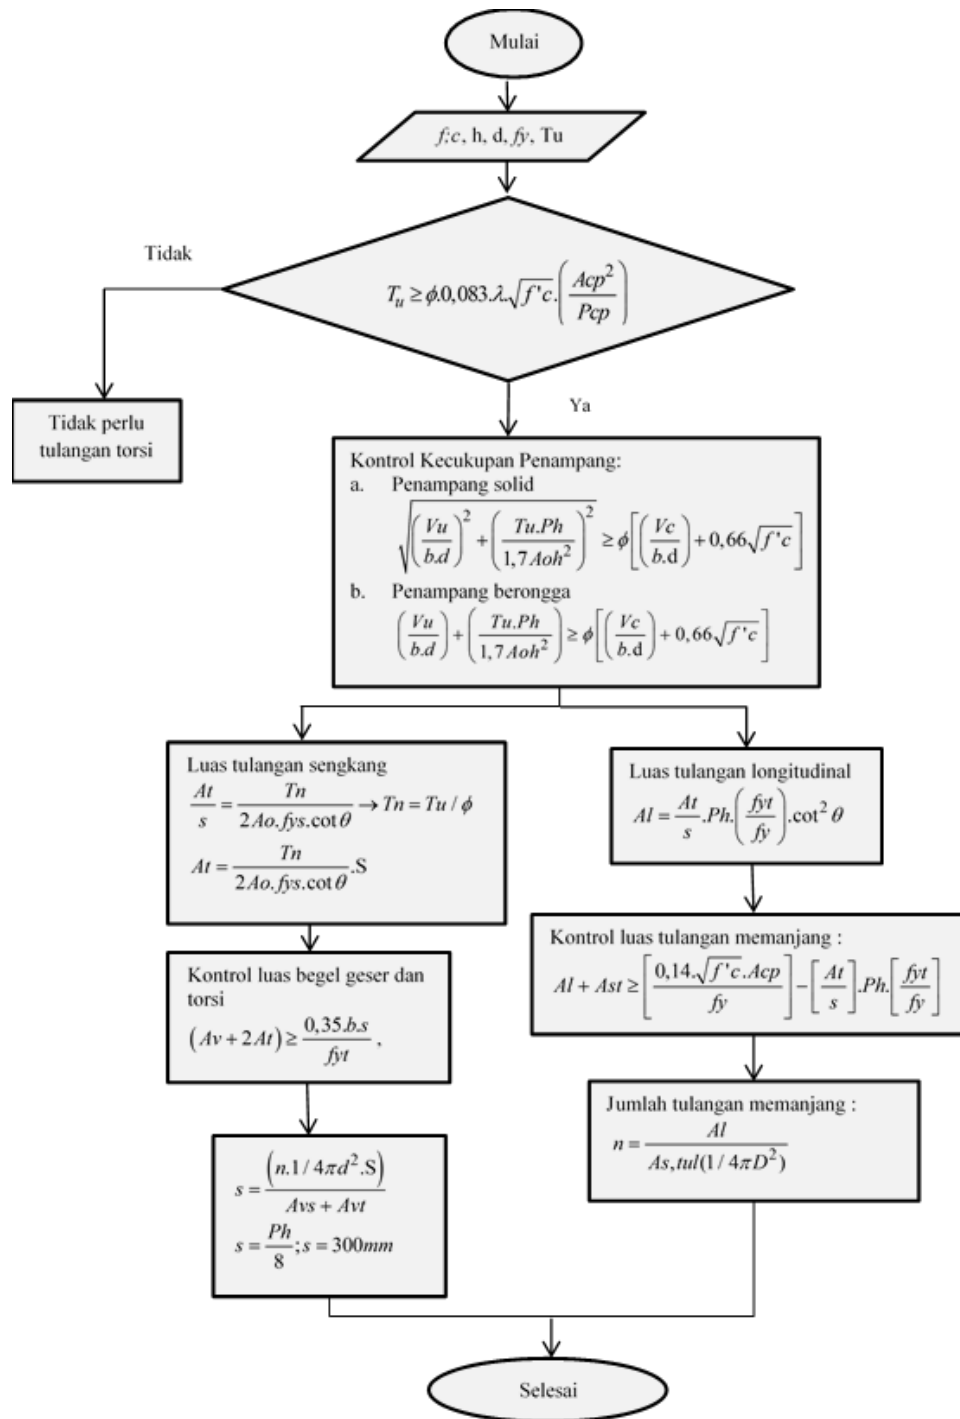 Mulai
f;c, h, d, fy, Tu
Tidak
T_u ≥ ϕ.0,083.λ.√f'c.(Acp²/Pcp)
Ya
Tidak perlu
tulangan torsi
Kontrol Kecukupan Penampang:
a. Penampang solid
√((Vu/b.d)² + (Tu.Ph/1,7Aoh²)²) ≥ ϕ[(Vc/b.d) + 0,66√f'c]
b. Penampang berongga
(Vu/b.d) + (Tu.Ph/1,7Aoh²) ≥ ϕ[(Vc/b.d) + 0,66√f'c]
Luas tulangan sengkang
At/s = Tn/2Ao.fys.cotθ → Tn = Tu / ϕ
At = Tn/2Ao.fys.cotθ .S
Kontrol luas begel geser dan
torsi
(Av + 2At) ≥ 0,35.b.s/fyt ,
s = (n.1/4πd².S)/Avs + Avt
s = Ph/8; s = 300mm
Luas tulangan longitudinal
Al = At/s .Ph.(fyt/fy).cot²θ
Kontrol luas tulangan memanjang :
Al + Ast ≥ [0,14.√f'c.Acp/fy] − [At/s].Ph.[fyt/fy]
Jumlah tulangan memanjang :
n = Al/As,tul(1/4πD²)
Selesai